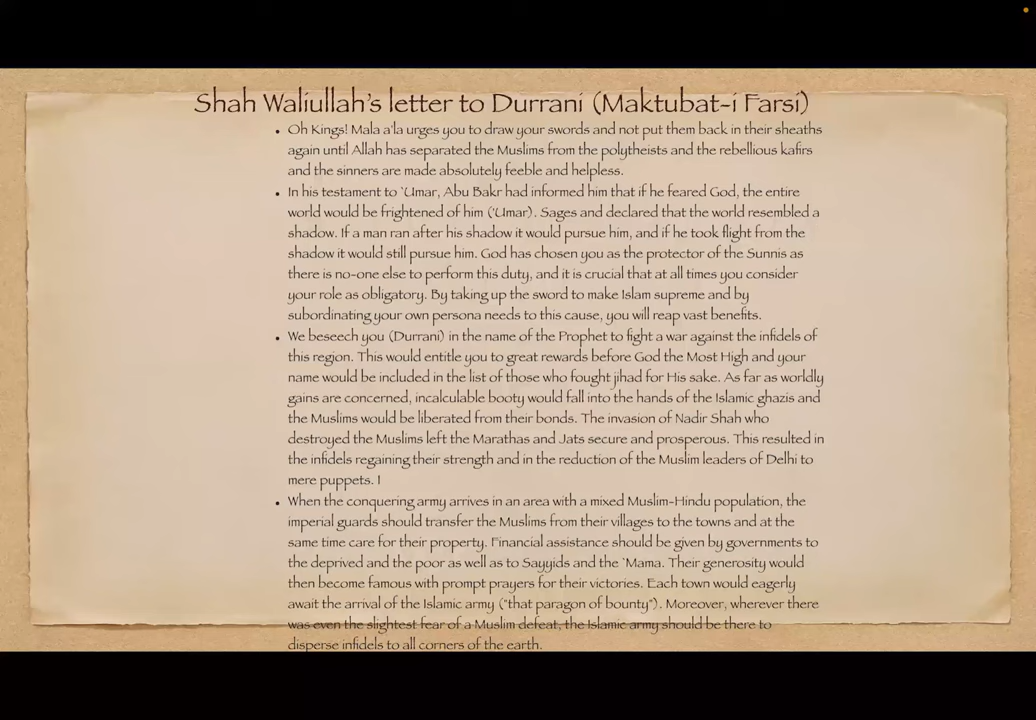 Shah Waliullah's letter to Durrani (Maktubat-i Farsi)
• Oh Kings! Mala a'la urges you to draw your swords and not put them back in their sheaths
again until Allah has separated the Muslims from the polytheists and the rebellious kafirs
and the sinners are made absolutely feeble and helpless.
• In his testament to `Umar, Abu Bakr had informed him that if he feared God, the entire
world would be frightened of him ('Umar). Sages and declared that the world resembled a
shadow. If a man ran after his shadow it would pursue him, and if he took flight from the
shadow it would still pursue him. God has chosen you as the protector of the Sunnis as
there is no-one else to perform this duty, and it is crucial that at all times you consider
your role as obligatory. By taking up the sword to make Islam supreme and by
subordinating your own persona needs to this cause, you will reap vast benefits.
• We beseech you (Durrani) in the name of the Prophet to fight a war against the infidels of
this region. This would entitle you to great rewards before God the Most High and your
name would be included in the list of those who fought jihad for His sake. As far as worldly
gains are concerned, incalculable booty would fall into the hands of the Islamic ghazis and
the Muslims would be liberated from their bonds. The invasion of Nadir Shah who
destroyed the Muslims left the Marathas and Jats secure and prosperous. This resulted in
the infidels regaining their strength and in the reduction of the Muslim leaders of Delhi to
mere puppets. I
• When the conquering army arrives in an area with a mixed Muslim-Hindu population, the
imperial guards should transfer the Muslims from their villages to the towns and at the
same time care for their property. Financial assistance should be given by governments to
the deprived and the poor as well as to Sayyids and the `Mama. Their generosity would
then become famous with prompt prayers for their victories. Each town would eagerly
await the arrival of the Islamic army ("that paragon of bounty"). Moreover, wherever there
was even the slightest fear of a Muslim defeat, the Islamic army should be there to
disperse infidels to all corners of the earth.